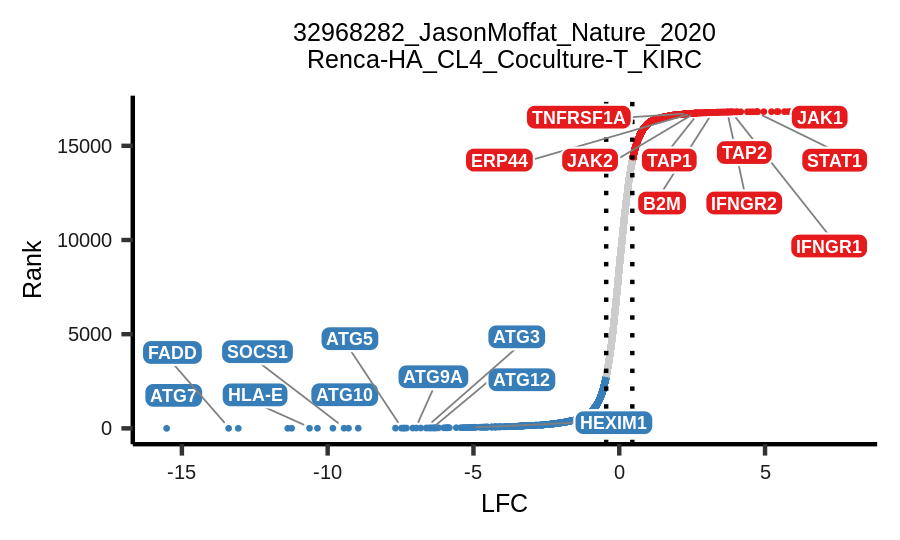 32968282_JasonMoffat_Nature_2020
Renca-HA_CL4_Coculture-T_KIRC
TNFRSF1A
JAK1
15000
ERP44
JAK2
TAP1
TAP2
STAT1
B2M
IFNGR2
10000
IFNGR1
Rank
5000
FADD
SOCS1
ATG5
ATG3
ATG9A
ATG12
ATG7
HLA-E
ATG10
HEXIM1
0
-15
-10
-5
0
5
LFC